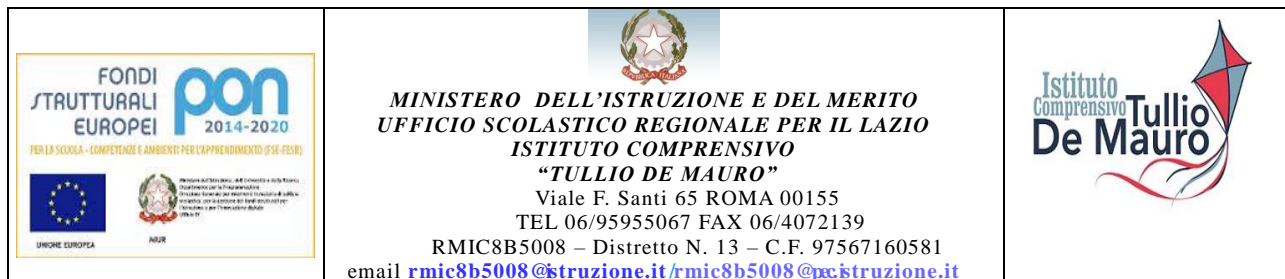 FONDI
STRUTTURALI
EUROPEI
pon
2014-2020
PER LA SCUOLA - COMPETENZE E AMBIENTI PER L'APPRENDIMENTO (FSE-FESR)
UNIONE EUROPEA
MIUR
REPVBBLICA ITALIANA
MINISTERO DELL'ISTRUZIONE E DEL MERITO
UFFICIO SCOLASTICO REGIONALE PER IL LAZIO
ISTITUTO COMPRENSIVO
“TULLIO DE MAURO”
Viale F. Santi 65 ROMA 00155
TEL 06/95955067 FAX 06/4072139
RMIC8B5008 – Distretto N. 13 – C.F. 97567160581
email rmic8b5008@istruzione.it/rmic8b5008@pec.istruzione.it
Istituto
Comprensivo
Tullio
De Mauro